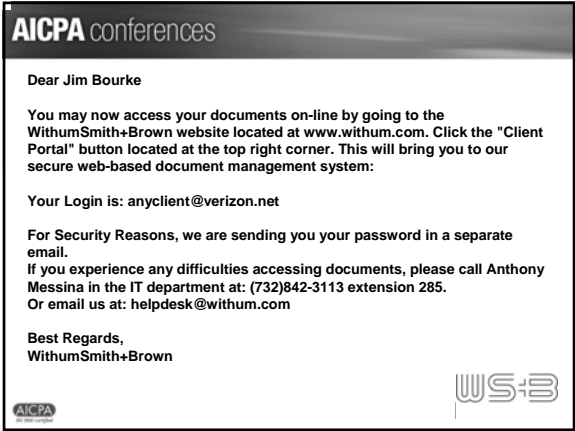 AICPA conferences
Dear Jim Bourke
You may now access your documents on-line by going to the
WithumSmith+Brown website located at www.withum.com. Click the "Client
Portal" button located at the top right corner. This will bring you to our
secure web-based document management system:
Your Login is: anyclient@verizon.net
For Security Reasons, we are sending you your password in a separate
email.
If you experience any difficulties accessing documents, please call Anthony
Messina in the IT department at: (732)842-3113 extension 285.
Or email us at: helpdesk@withum.com
Best Regards,
WithumSmith+Brown
WS+B
AICPA